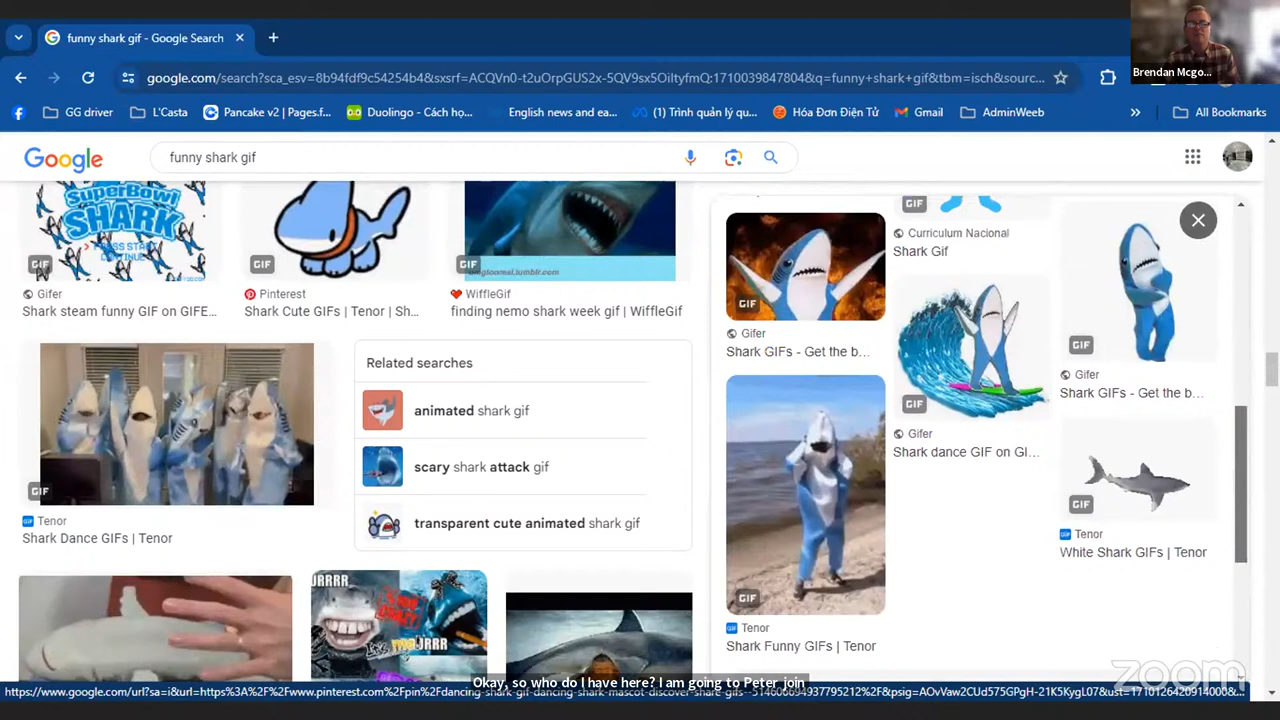 funny shark gif - Google Search
google.com/search?sca_esv=8b94fdf9c54254b4&sxsrf=ACQVn0-t2uOrpGUS2x-5QV9sx5OiltyfmQ:1710039847804&q=funny+shark+gif&tbm=isch&sourc...
Brendan Mcgo...
GG driver
L'Casta
Pancake v2 | Pages.f...
Duolingo - Cách họ...
English news and ea...
(1) Trình quản lý qu...
Hóa Đơn Điện Tử
Gmail
AdminWeeb
»
All Bookmarks
Google
funny shark gif
SuperBowl
SHARK
PRESS START
CONTINUE
GIF
Gifer
Shark steam funny GIF on GIFE...
GIF
Pinterest
Shark Cute GIFs | Tenor | Sh...
GIF
WiffleGif
finding nemo shark week gif | WiffleGif
GIF
Tenor
Shark Dance GIFs | Tenor
Related searches
animated shark gif
scary shark attack gif
transparent cute animated shark gif
URRRR
URRR
GIF
Gifer
Shark GIFs - Get the b...
GIF
Tenor
Shark Funny GIFs | Tenor
GIF
Curriculum Nacional
Shark Gif
GIF
Gifer
Shark dance GIF on GI...
GIF
Gifer
Shark GIFs - Get the b...
GIF
Tenor
White Shark GIFs | Tenor
zoom
Okay, so who do I have here? I am going to Peter join